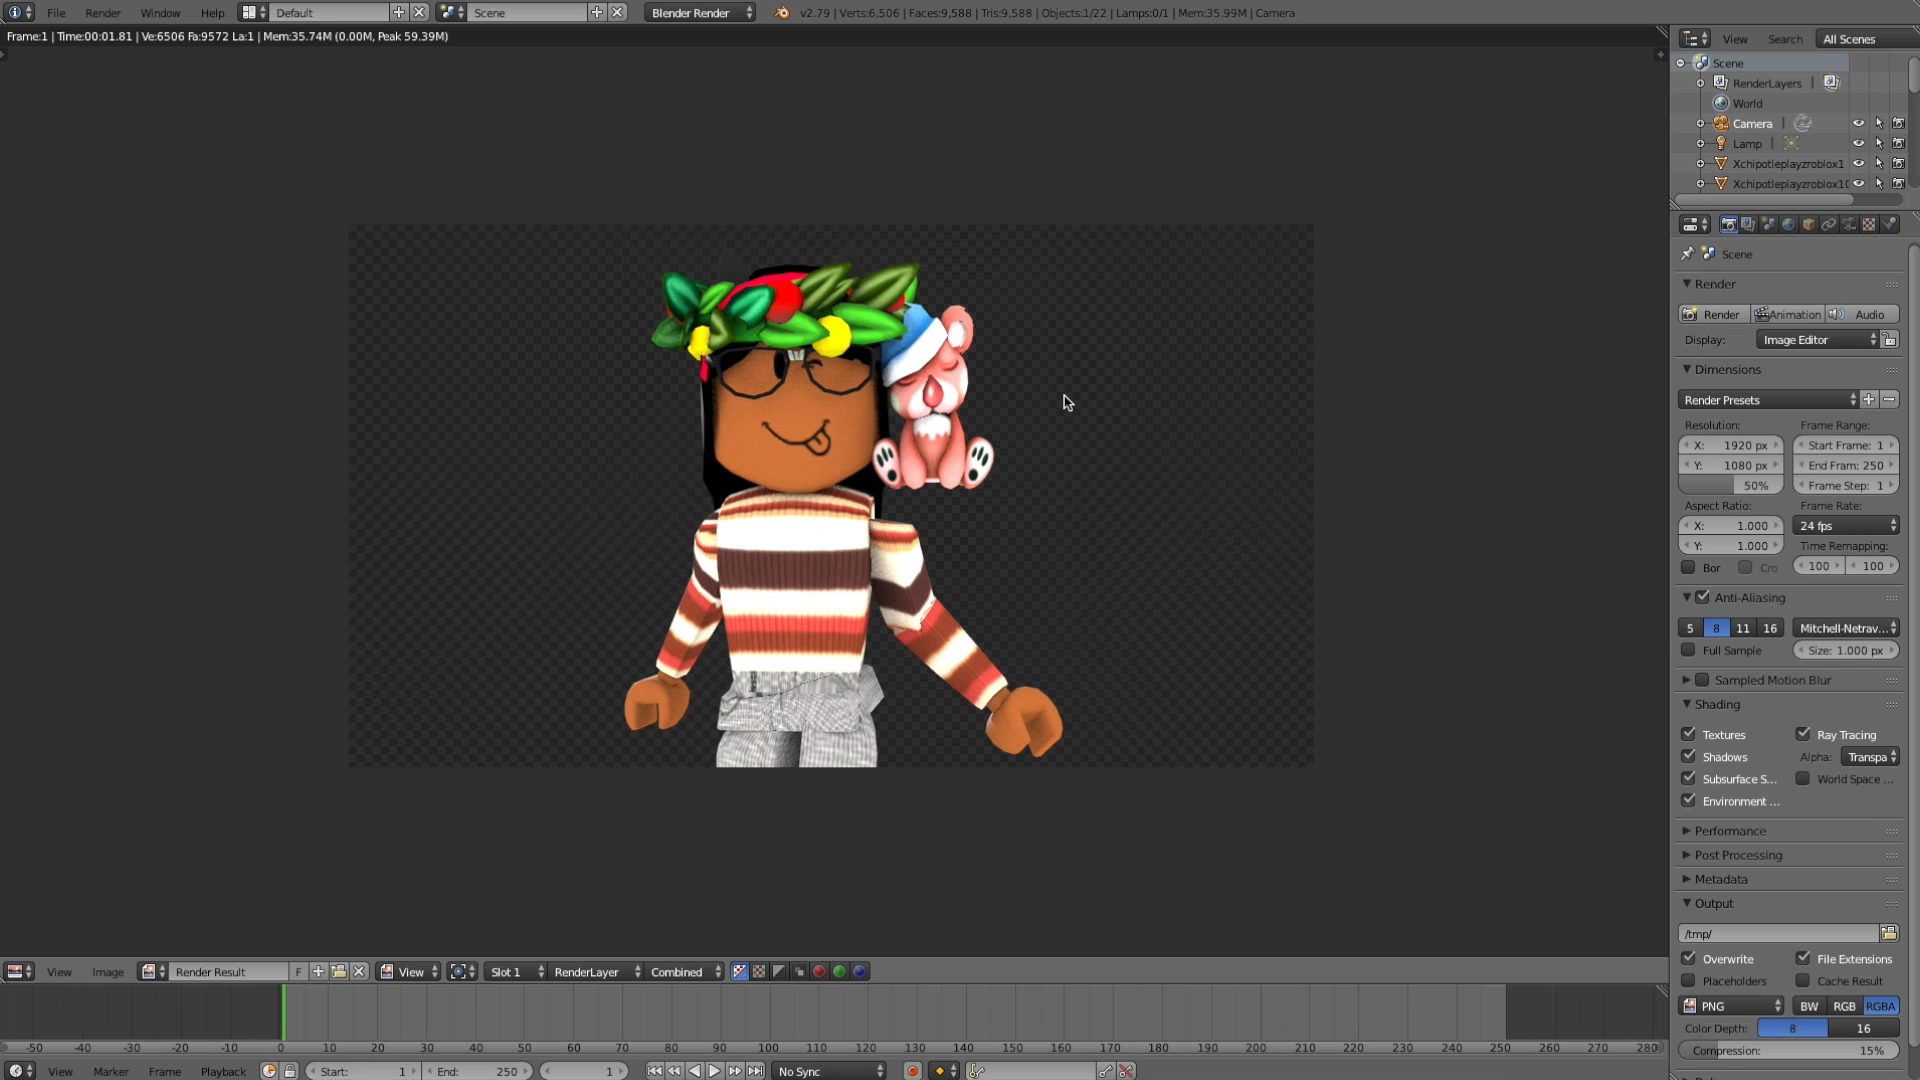 File Render Window Help Default Scene Blender Render v2.79 | Verts:6,506 | Faces:9,588 | Tris:9,588 | Objects:1/22 | Lamps:0/1 | Mem:35.99M | Camera
Frame:1 | Time:00:01.81 | Ve:6506 Fa:9572 La:1 | Mem:35.74M (0.00M, Peak 59.39M)
View Search All Scenes
Scene
RenderLayers |
World
Camera |
Lamp |
Xchipotleplayzroblox1
Xchipotleplayzroblox10
Scene
Render
Render Animation Audio
Display: Image Editor
Dimensions
Render Presets
Resolution: Frame Range:
X: 1920 px Start Frame: 1
Y: 1080 px End Fram: 250
50% Frame Step: 1
Aspect Ratio: Frame Rate:
X: 1.000 24 fps
Y: 1.000 Time Remapping:
Bor Cro 100 100
Anti-Aliasing
5 8 11 16 Mitchell-Netrav...
Full Sample Size: 1.000 px
Sampled Motion Blur
Shading
Textures Ray Tracing
Shadows Alpha: Transpa
Subsurface S... World Space ...
Environment ...
Performance
Post Processing
Metadata
Output
/tmp/
Overwrite File Extensions
Placeholders Cache Result
PNG BW RGB RGBA
Color Depth: 8 16
Compression: 15%
View Image Render Result F View Slot 1 RenderLayer Combined
-50 -40 -30 -20 -10 0 10 20 30 40 50 60 70 80 90 100 110 120 130 140 150 160 170 180 190 200 210 220 230 240 250 260 270 280
View Marker Frame Playback Start: 1 End: 250 1 No Sync